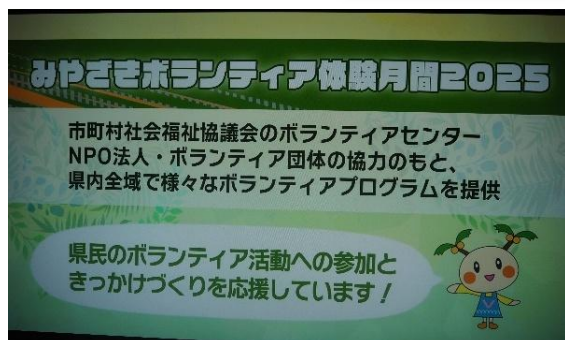 みやざきボランティア体験月間2025
市町村社会福祉協議会のボランティアセンター
NPO法人・ボランティア団体の協力のもと、
県内全域で様々なボランティアプログラムを提供
県民のボランティア活動への参加と
きっかけづくりを応援しています!